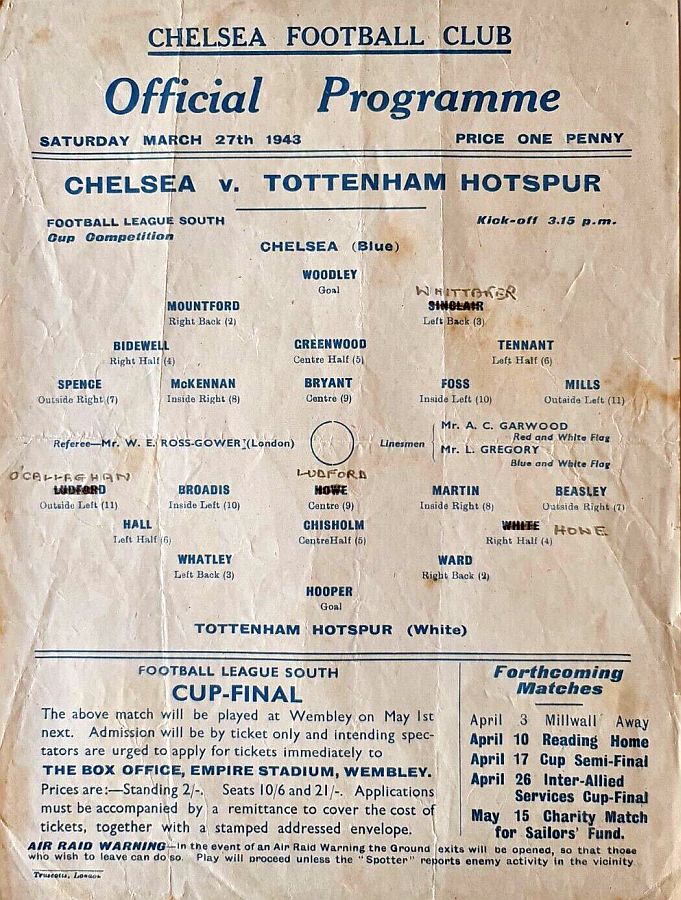 CHELSEA FOOTBALL CLUB
Official Programme
SATURDAY MARCH 27th 1943 PRICE ONE PENNY
CHELSEA v. TOTTENHAM HOTSPUR
FOOTBALL LEAGUE SOUTH Kick-off 3.15 p.m.
Cup Competition
CHELSEA (Blue)
WOODLEY
Goal
WHITTAKER
MOUNTFORD SINCLAIR
Right Back (2) Left Back (3)
BIDEWELL GREENWOOD TENNANT
Right Half (4) Centre Half (5) Left Half (6)
SPENCE McKENNAN BRYANT FOSS MILLS
Outside Right (7) Inside Right (8) Centre (9) Inside Left (10) Outside Left (11)
Referee—Mr. W. E. ROSS-GOWER (London) Linesmen
Mr. A. C. GARWOOD
Red and White Flag
Mr. L. GREGORY
Blue and White Flag
O'CALLAGHAN LUDFORD
LUDFORD BROADIS HOWE MARTIN BEASLEY
Outside Left (11) Inside Left (10) Centre (9) Inside Right (8) Outside Right (7)
HALL CHISHOLM WHITE HOWE
Left Half (6) CentreHalf (5) Right Half (4)
WHATLEY WARD
Left Back (3) Right Back (2)
HOOPER
Goal
TOTTENHAM HOTSPUR (White)
FOOTBALL LEAGUE SOUTH
CUP-FINAL
The above match will be played at Wembley on May 1st
next. Admission will be by ticket only and intending spec-
tators are urged to apply for tickets immediately to
THE BOX OFFICE, EMPIRE STADIUM, WEMBLEY.
Prices are:—Standing 2/-. Seats 10/6 and 21/-. Applications
must be accompanied by a remittance to cover the cost of
tickets, together with a stamped addressed envelope.
Forthcoming
Matches
April 3 Millwall Away
April 10 Reading Home
April 17 Cup Semi-Final
April 26 Inter-Allied
Services Cup-Final
May 15 Charity Match
for Sailors' Fund.
AIR RAID WARNING—In the event of an Air Raid Warning the Ground exits will be opened, so that those
who wish to leave can do so. Play will proceed unless the "Spotter" reports enemy activity in the vicinity
Truscotts, London